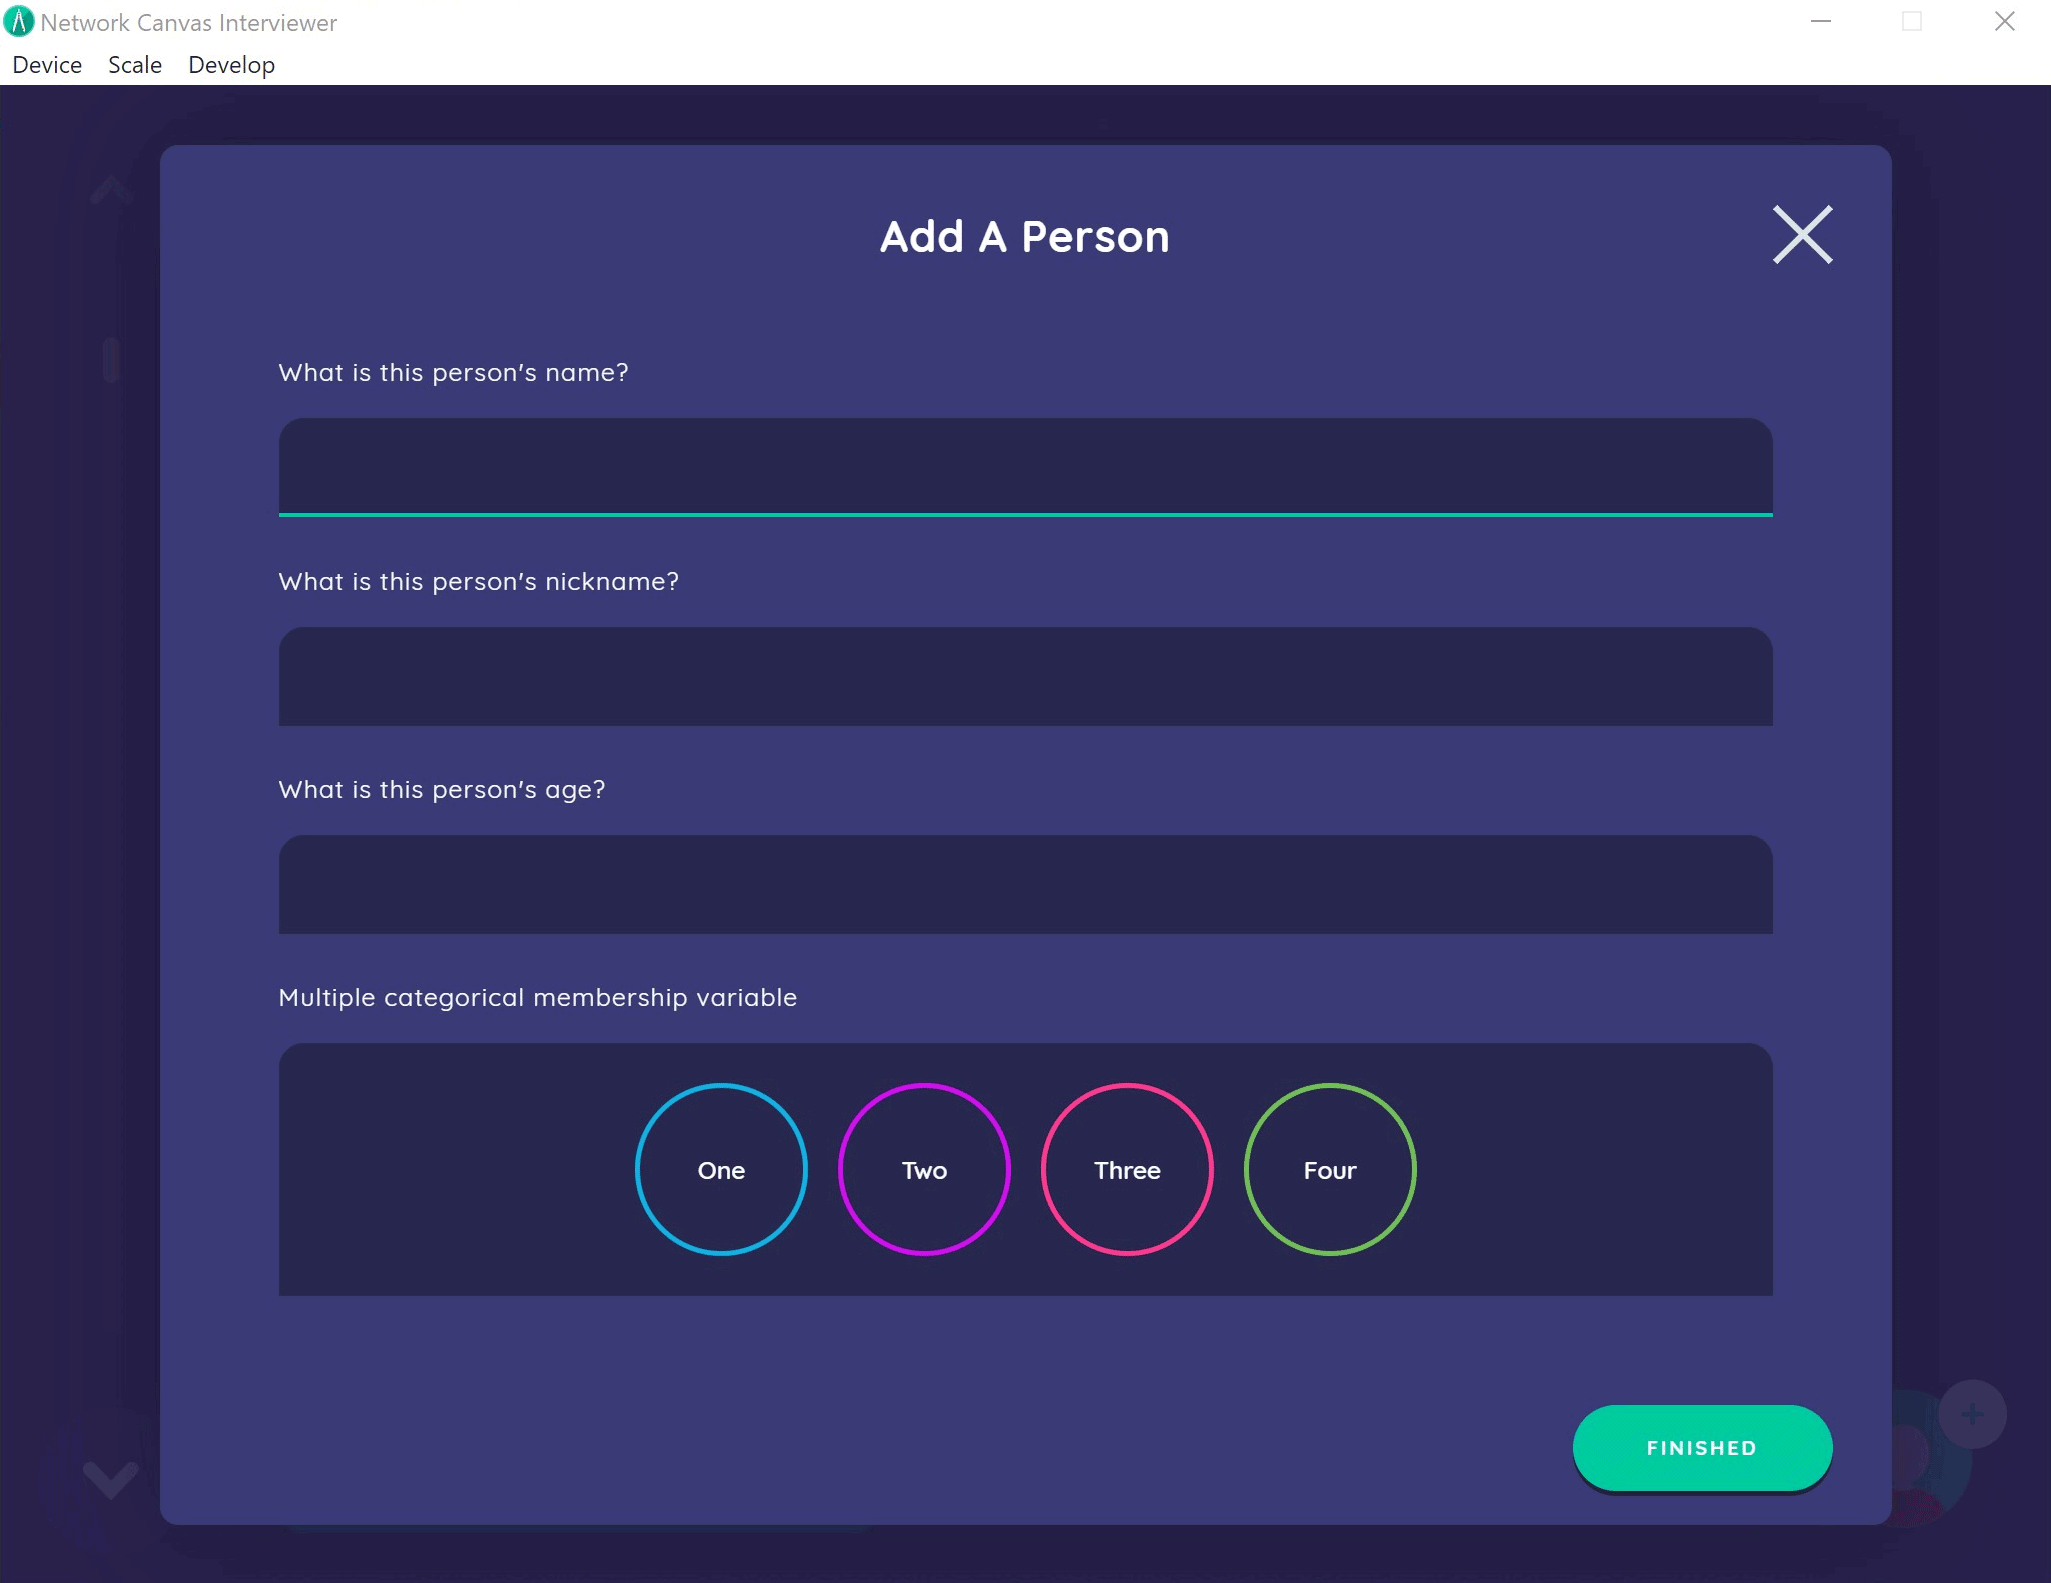 Network Canvas Interviewer
Device Scale Develop
Add A Person
What is this person's name?
What is this person's nickname?
What is this person's age?
Multiple categorical membership variable
One Two Three Four
FINISHED